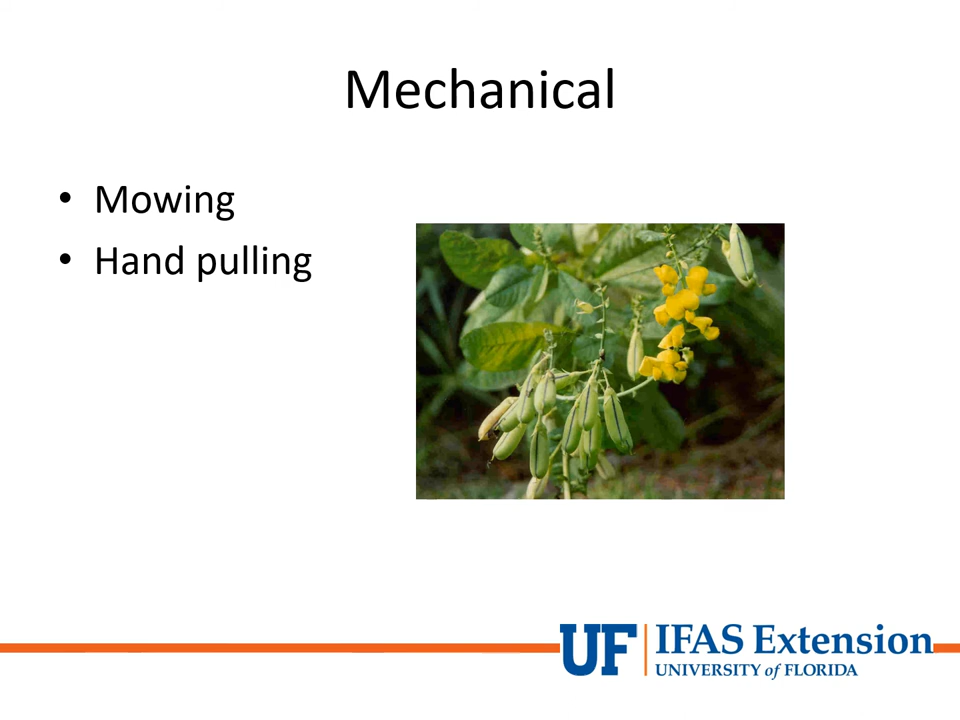 Mechanical
• Mowing
• Hand pulling
UF IFAS Extension
UNIVERSITY of FLORIDA